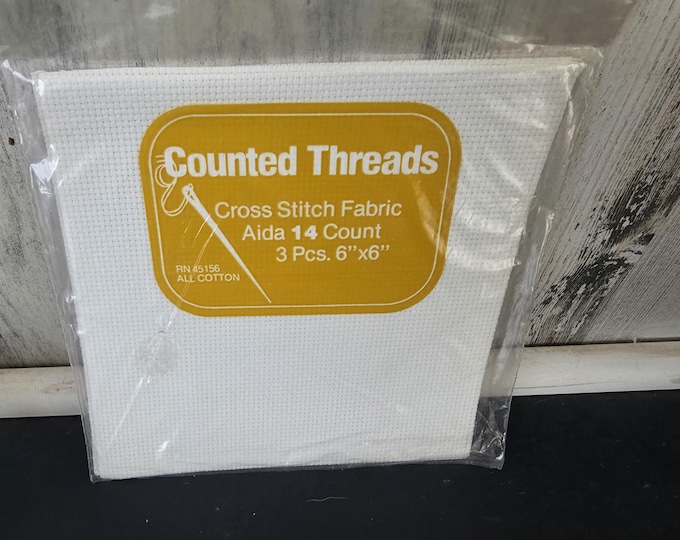 Counted Threads
Cross Stitch Fabric
Aida 14 Count
3 Pcs. 6"x6"
RN 45156
ALL COTTON